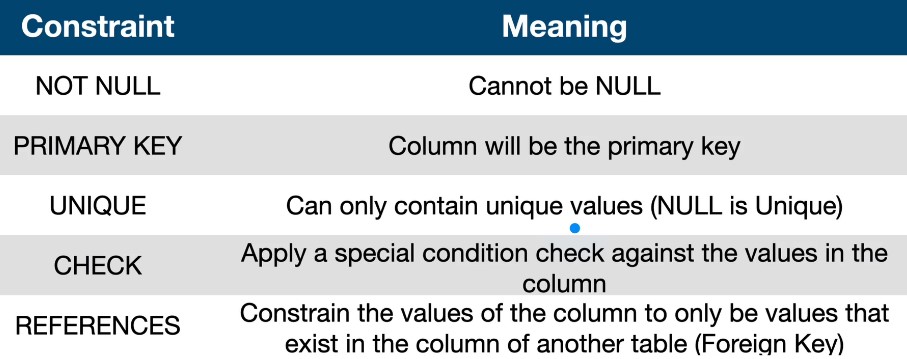 Constraint Meaning
NOT NULL Cannot be NULL
PRIMARY KEY Column will be the primary key
UNIQUE Can only contain unique values (NULL is Unique)
CHECK Apply a special condition check against the values in the
column
REFERENCES Constrain the values of the column to only be values that
exist in the column of another table (Foreign Key)